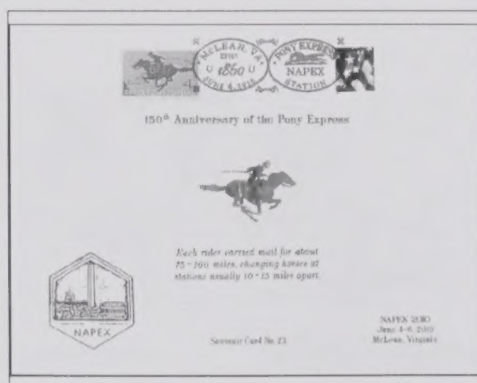 McLEAN, VA
22101
1860
JUNE 4, 2010
PONY EXPRESS
NAPEX
STATION
150th Anniversary of the Pony Express
Each rider carried mail for about
75 - 100 miles, changing horses at
stations usually 10 - 15 miles apart.
NAPEX
Souvenir Card No. 23
NAPEX 2010
June 4-6, 2010
McLean, Virginia